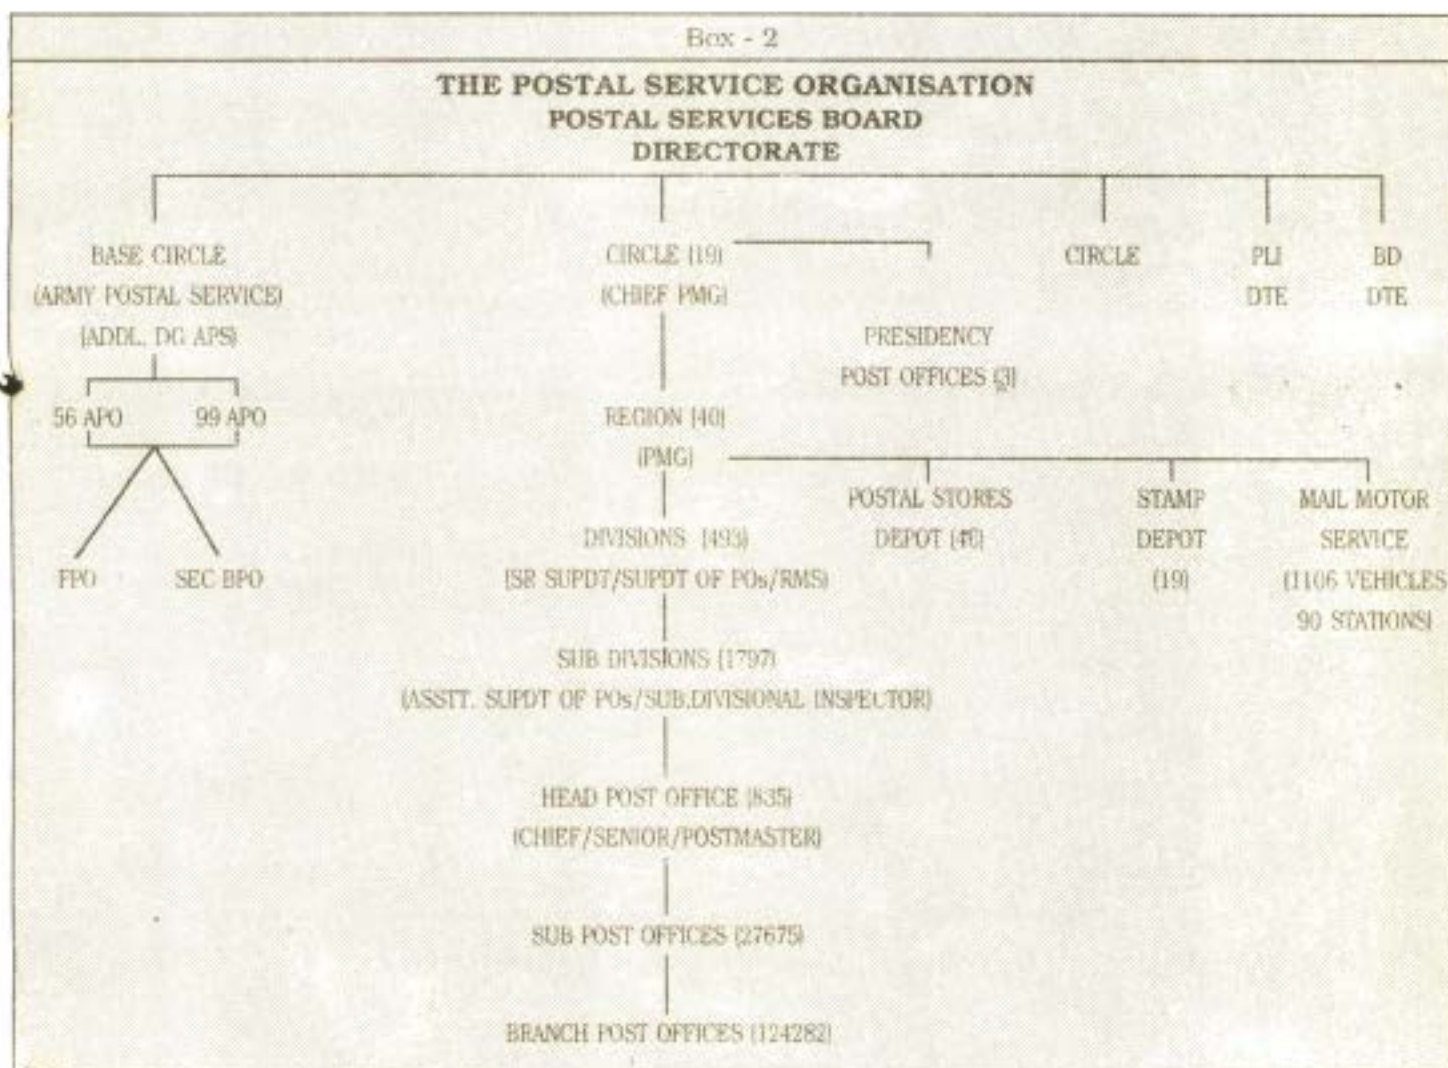 Box - 2
THE POSTAL SERVICE ORGANISATION
POSTAL SERVICES BOARD
DIRECTORATE
BASE CIRCLE
(ARMY POSTAL SERVICE)
(ADDL. DG APS)
56 APO
99 APO
FPO
SEC BPO
CIRCLE (19)
(CHIEF PMG)
PRESIDENCY
POST OFFICES (3)
REGION (40)
(PMG)
POSTAL STORES
DEPOT
STAMP
DEPOT
(19)
MAIL MOTOR
SERVICE
(1106 VEHICLES
90 STATIONS)
DIVISIONS (493)
(SR SUPDT/SUPDT OF POs/RMS)
SUB DIVISIONS (1797)
(ASSTT. SUPDT OF POs/SUB.DIVISIONAL INSPECTOR)
HEAD POST OFFICE (835)
(CHIEF/SENIOR/POSTMASTER)
SUB POST OFFICES (27675)
BRANCH POST OFFICES (124282)
CIRCLE
PLI
DTE
BD
DTE